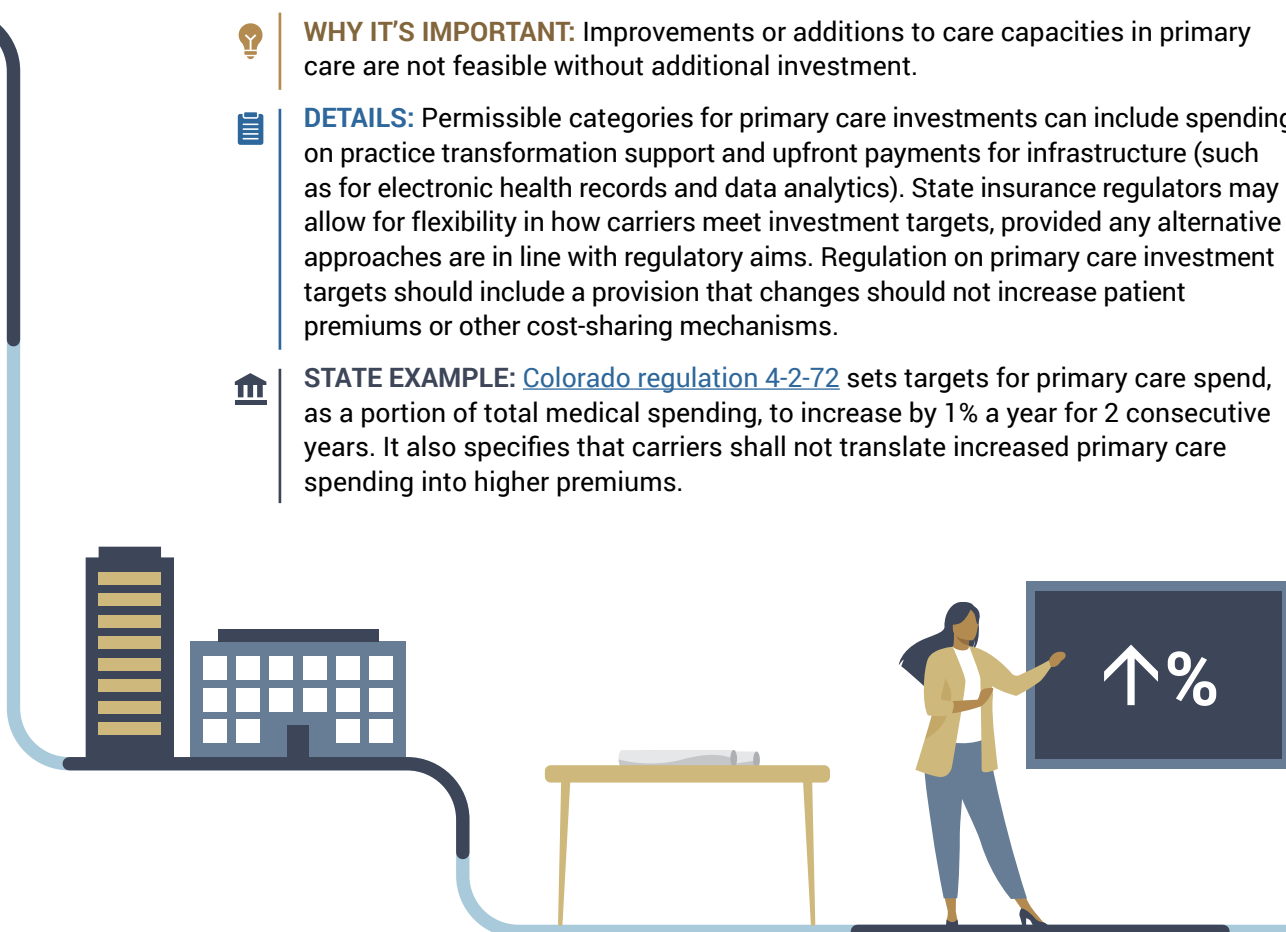 WHY IT'S IMPORTANT: Improvements or additions to care capacities in primary
care are not feasible without additional investment.
DETAILS: Permissible categories for primary care investments can include spending
on practice transformation support and upfront payments for infrastructure (such
as for electronic health records and data analytics). State insurance regulators may
allow for flexibility in how carriers meet investment targets, provided any alternative
approaches are in line with regulatory aims. Regulation on primary care investment
targets should include a provision that changes should not increase patient
premiums or other cost-sharing mechanisms.
STATE EXAMPLE: Colorado regulation 4-2-72 sets targets for primary care spend,
as a portion of total medical spending, to increase by 1% a year for 2 consecutive
years. It also specifies that carriers shall not translate increased primary care
spending into higher premiums.
↑%